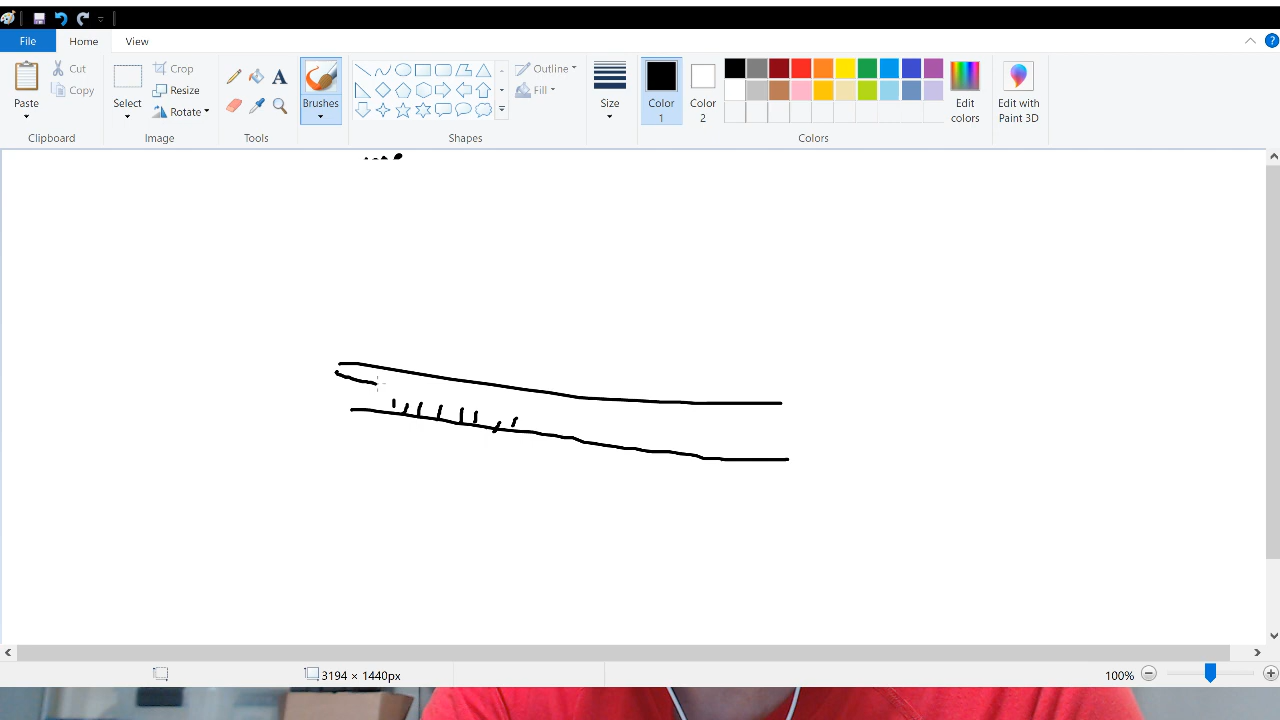 File
Home
View
Paste
Cut
Copy
Clipboard
Select
Crop
Resize
Rotate
Image
A
Tools
Brushes
Shapes
Outline
Fill
Size
Color 1
Color 2
Edit colors
Colors
Edit with Paint 3D
?
3194 × 1440px
100%